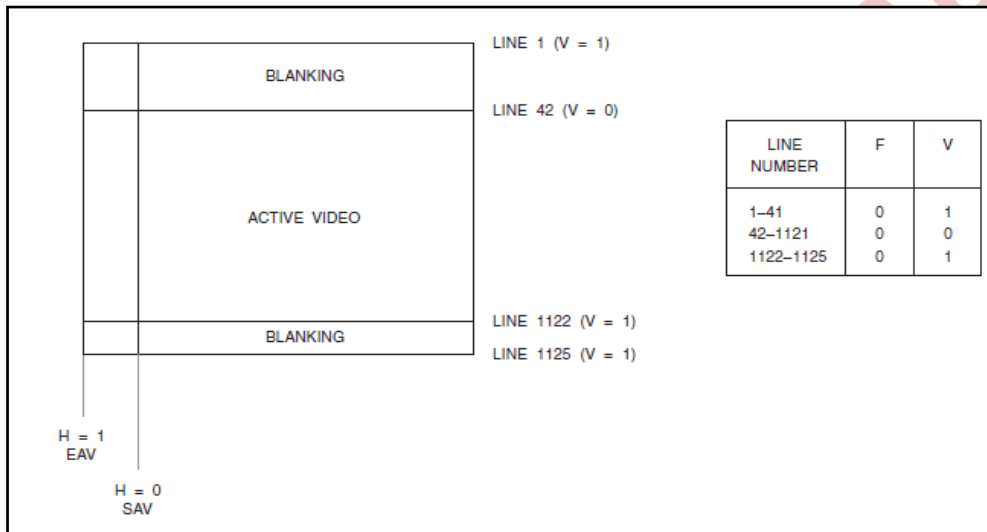 LINE 1 (V = 1)
BLANKING
LINE 42 (V = 0)
ACTIVE VIDEO
LINE 1122 (V = 1)
BLANKING
LINE 1125 (V = 1)
H = 1
EAV
H = 0
SAV
LINE NUMBER F V
1–41 0 1
42–1121 0 0
1122–1125 0 1